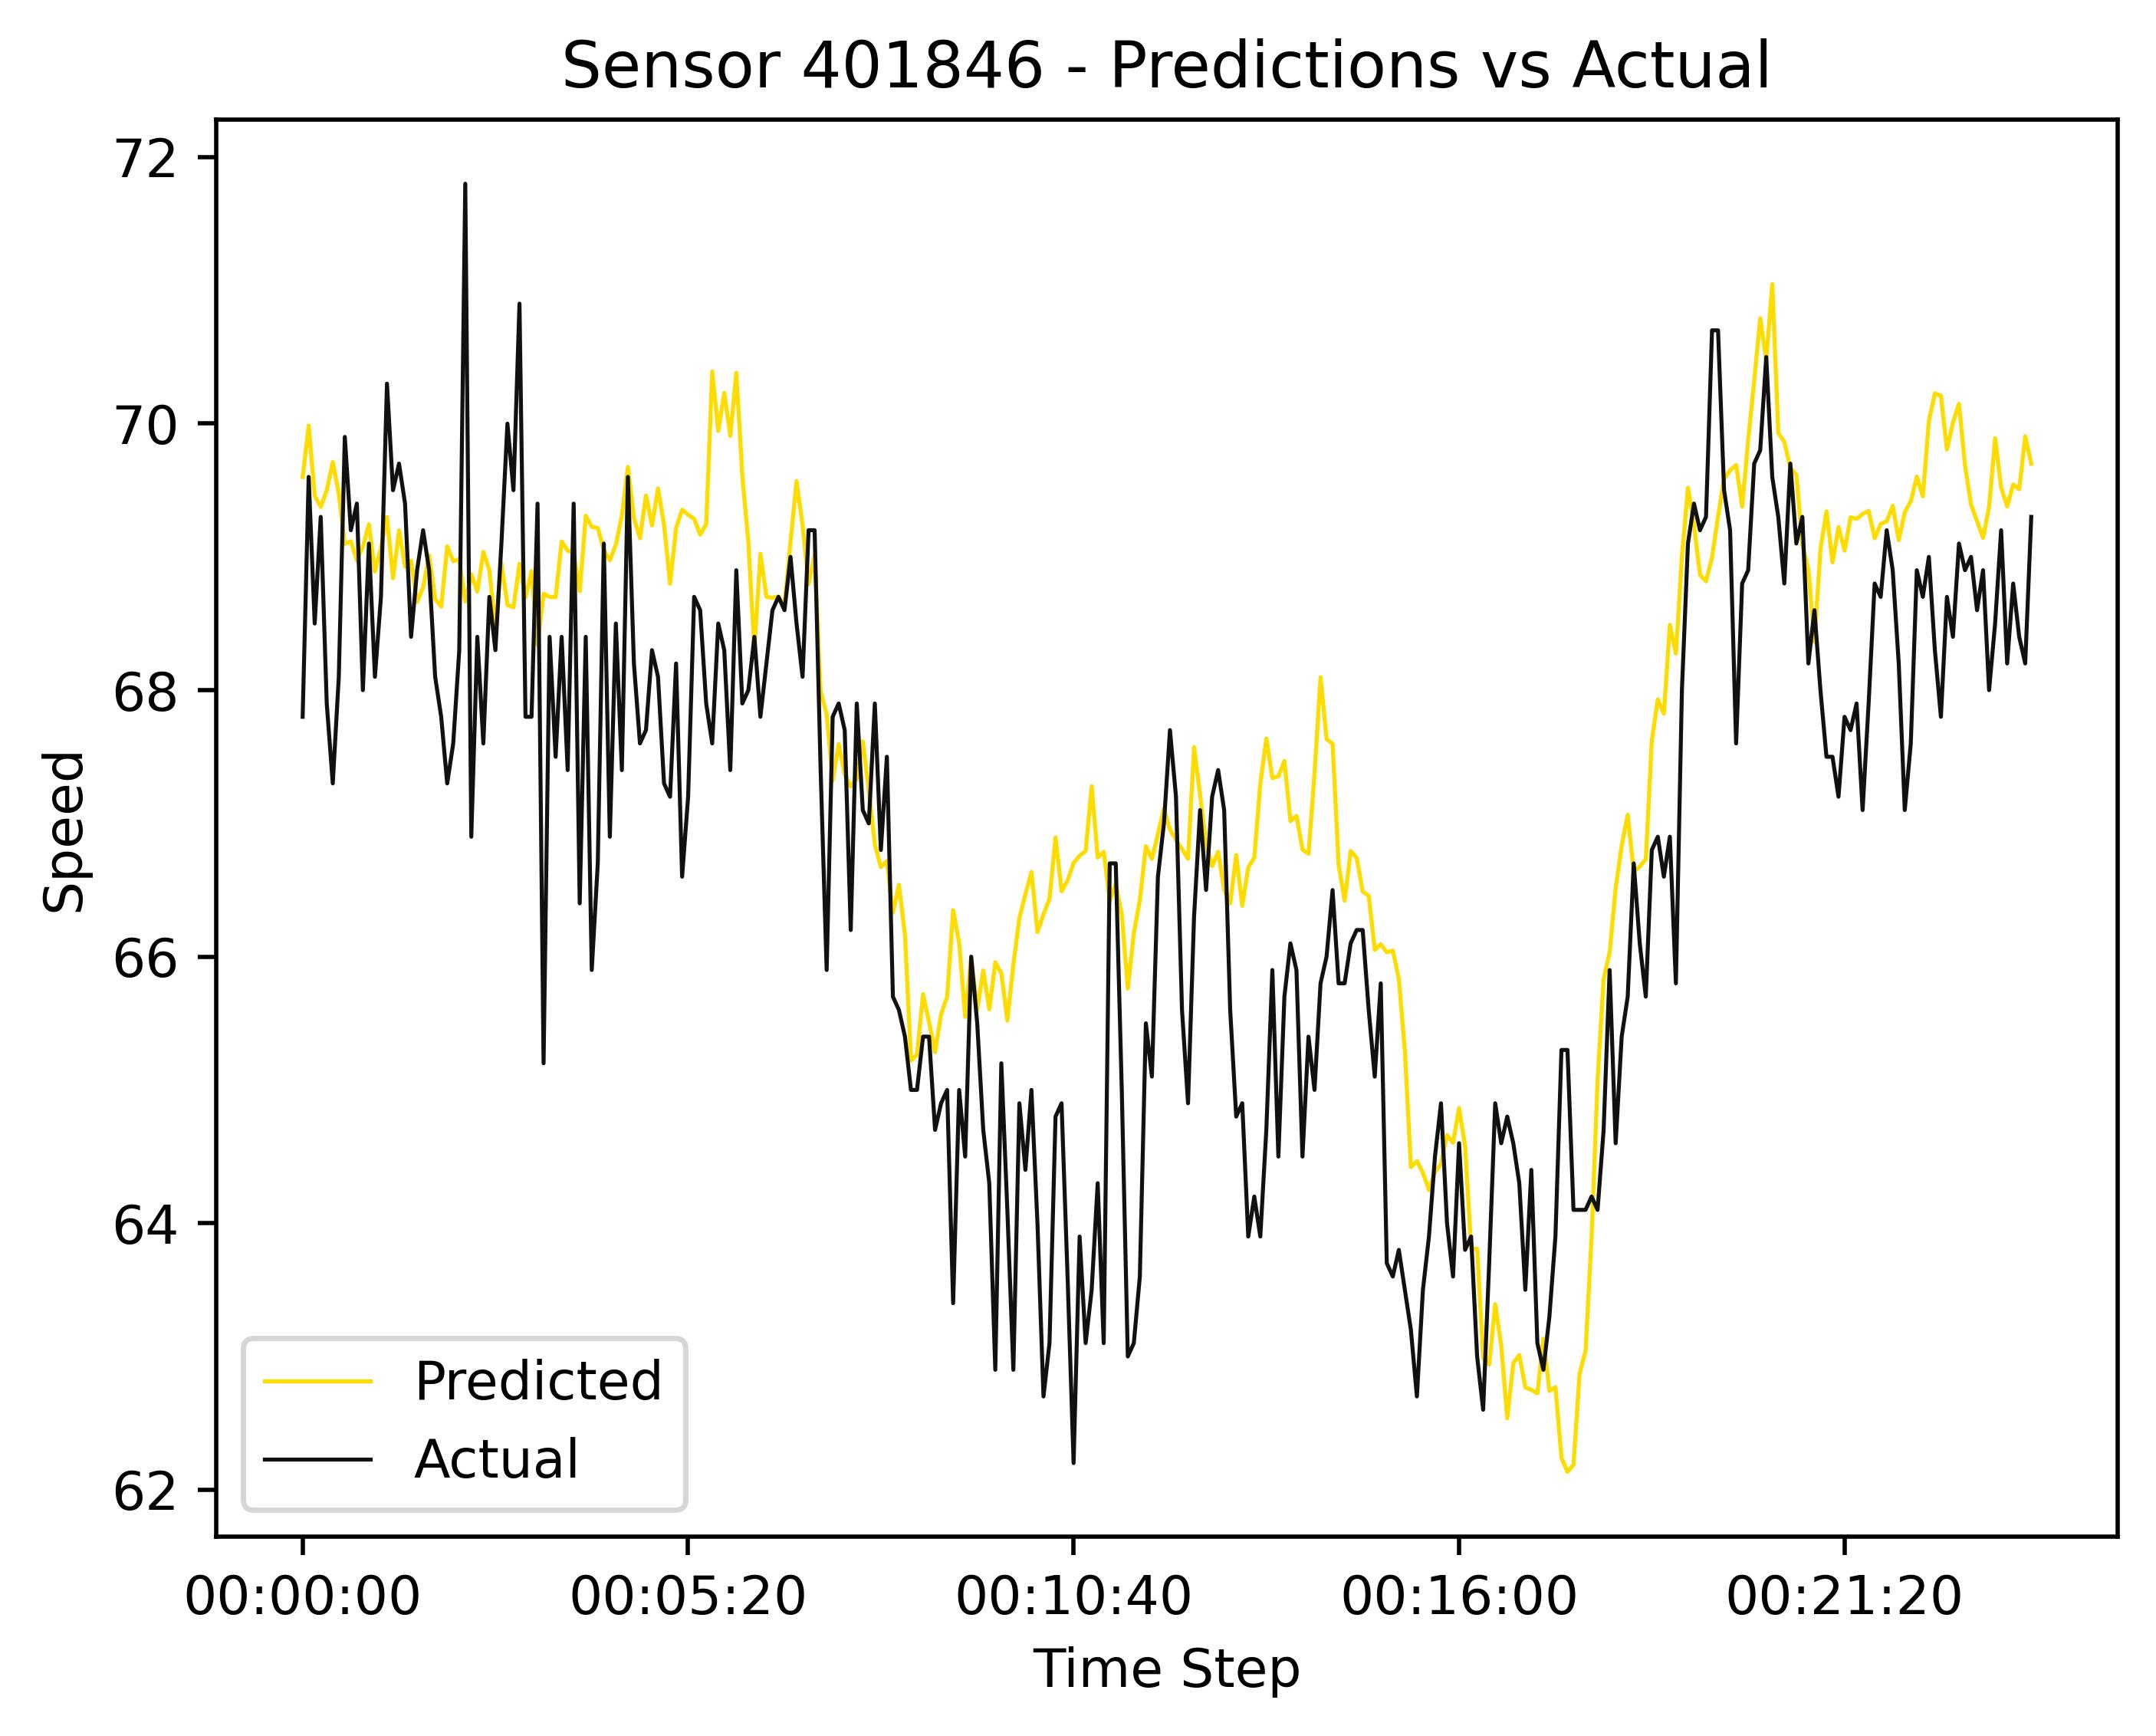 Sensor 401846 - Predictions vs Actual
72
70
68
66
64
62
Speed
Predicted
Actual
00:00:00 00:05:20 00:10:40 00:16:00 00:21:20
Time Step